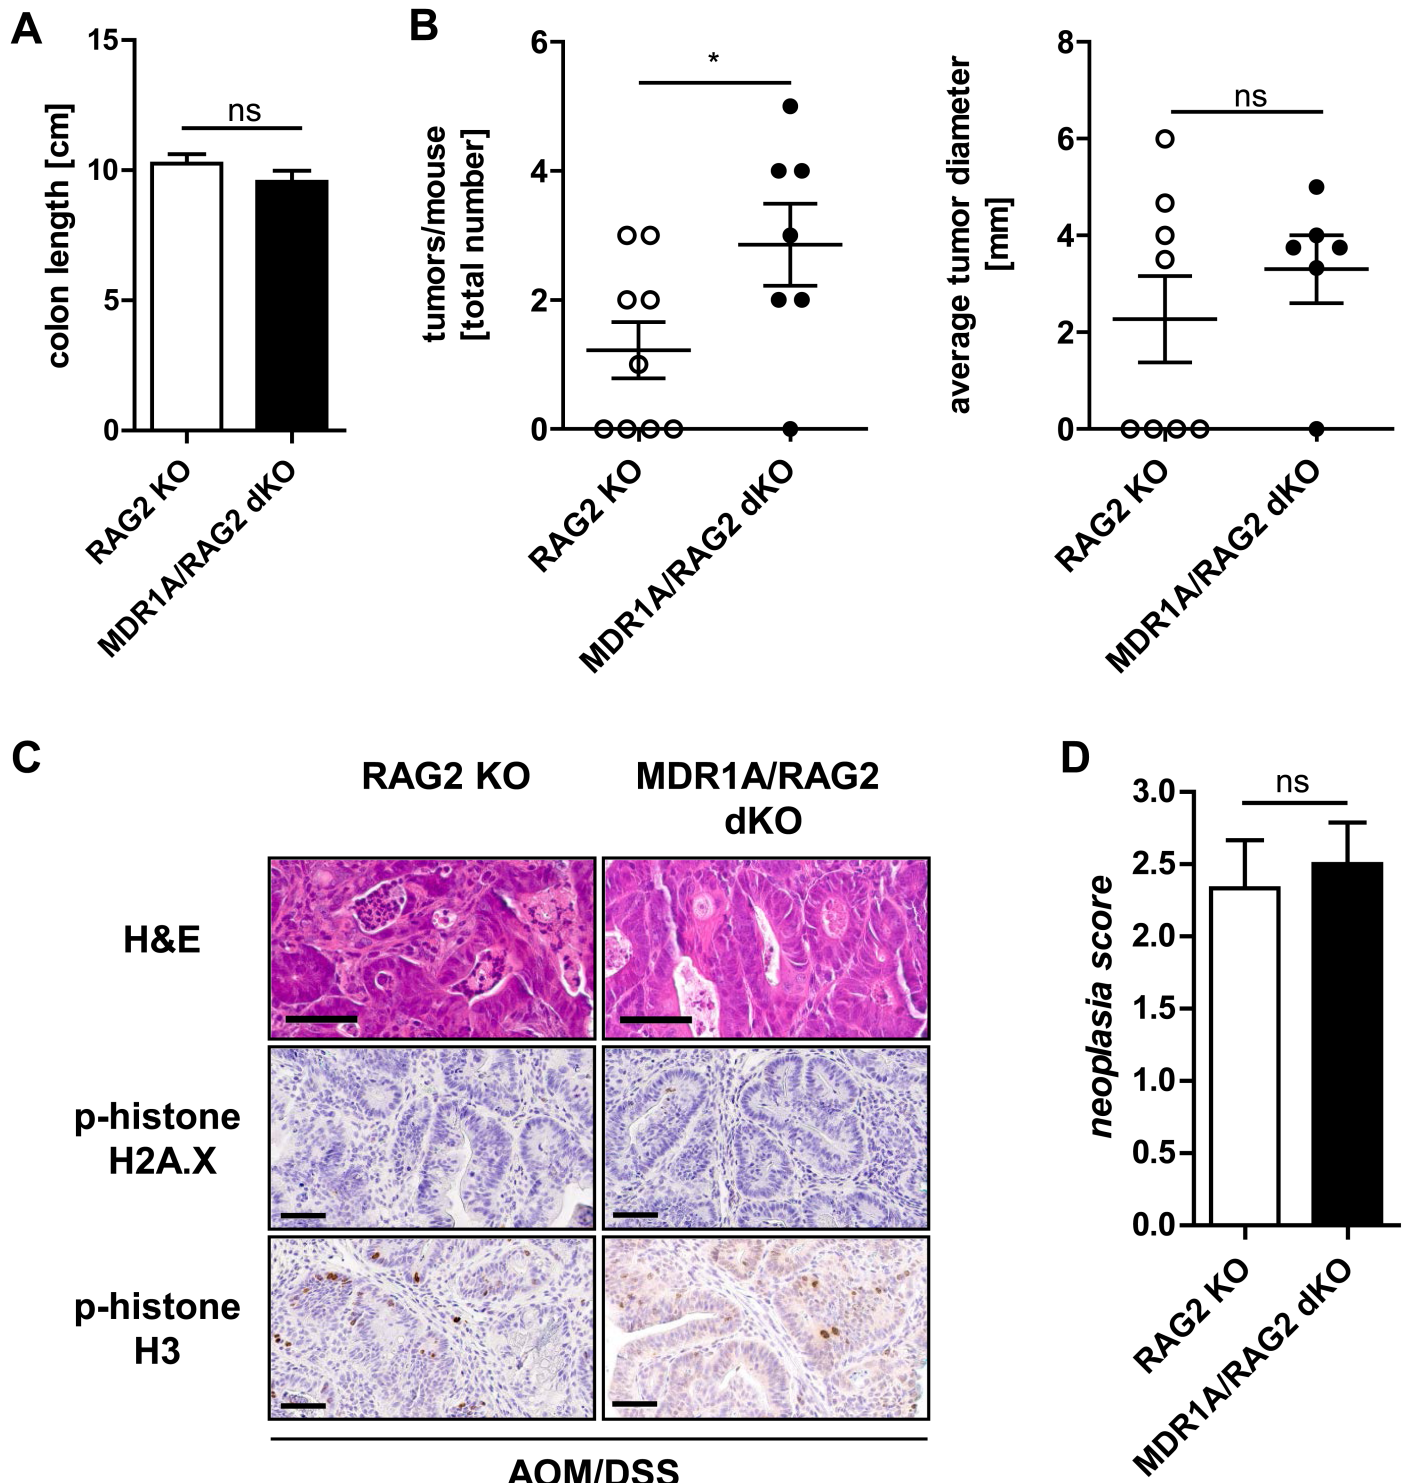 A
15
10
5
0
colon length [cm]
ns
RAG2 KO
MDR1A/RAG2 dKO
B
6
4
2
0
tumors/mouse
[total number]
*
RAG2 KO
MDR1A/RAG2 dKO
8
6
4
2
0
average tumor diameter
[mm]
ns
RAG2 KO
MDR1A/RAG2 dKO
C
RAG2 KO
MDR1A/RAG2
dKO
H&E
p-histone
H2A.X
p-histone
H3
AOM/DSS
D
3.0
2.5
2.0
1.5
1.0
0.5
0.0
neoplasia score
ns
RAG2 KO
MDR1A/RAG2 dKO